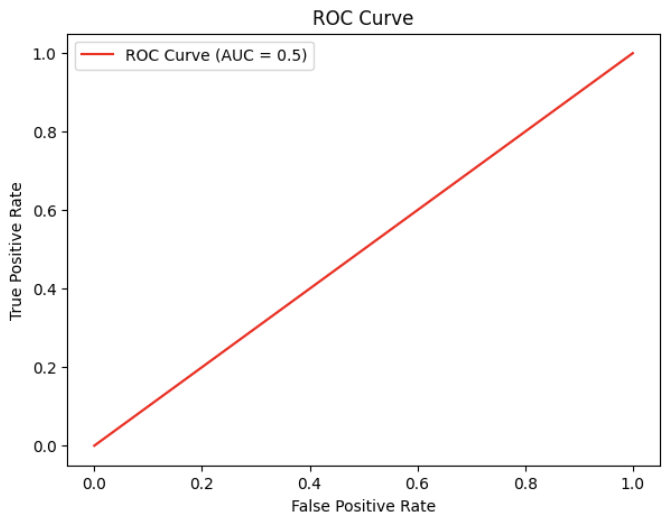 ROC Curve
ROC Curve (AUC = 0.5)
1.0
0.8
0.6
0.4
0.2
0.0
True Positive Rate
0.0 0.2 0.4 0.6 0.8 1.0
False Positive Rate